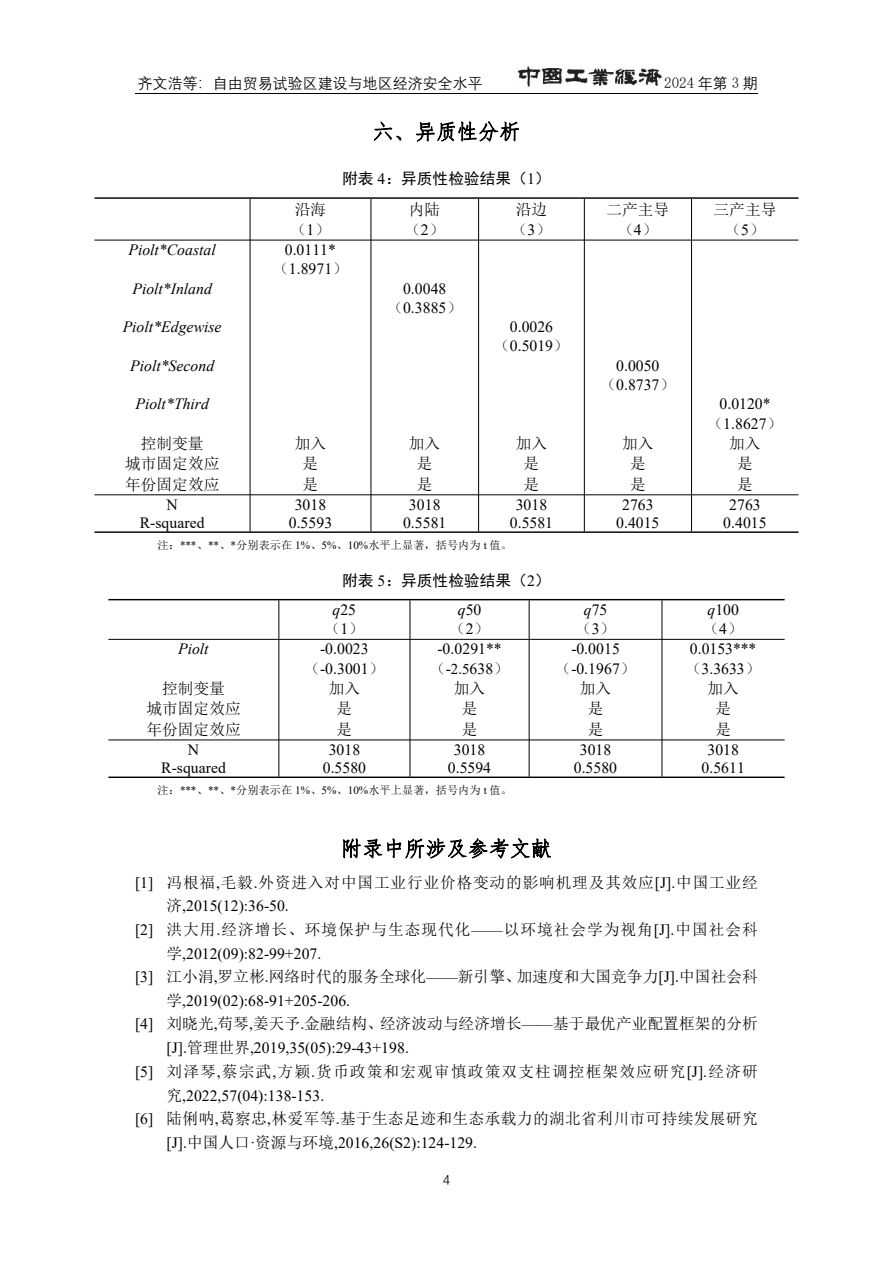 齐文浩等：自由贸易试验区建设与地区经济安全水平 中國工業經濟 2024 年第 3 期
六、异质性分析
附表 4：异质性检验结果（1）
沿海 内陆 沿边 二产主导 三产主导
（1） （2） （3） （4） （5）
Piolt*Coastal 0.0111*
（1.8971）
Piolt*Inland 0.0048
（0.3885）
Piolt*Edgewise 0.0026
（0.5019）
Piolt*Second 0.0050
（0.8737）
Piolt*Third 0.0120*
（1.8627）
控制变量 加入 加入 加入 加入 加入
城市固定效应 是 是 是 是 是
年份固定效应 是 是 是 是 是
N 3018 3018 3018 2763 2763
R-squared 0.5593 0.5581 0.5581 0.4015 0.4015
注：***、**、*分别表示在 1%、5%、10%水平上显著，括号内为 t 值。
附表 5：异质性检验结果（2）
q25 q50 q75 q100
（1） （2） （3） （4）
Piolt -0.0023 -0.0291** -0.0015 0.0153***
（-0.3001） （-2.5638） （-0.1967） （3.3633）
控制变量 加入 加入 加入 加入
城市固定效应 是 是 是 是
年份固定效应 是 是 是 是
N 3018 3018 3018 3018
R-squared 0.5580 0.5594 0.5580 0.5611
注：***、**、*分别表示在 1%、5%、10%水平上显著，括号内为 t 值。
附录中所涉及参考文献
[1] 冯根福,毛毅.外资进入对中国工业行业价格变动的影响机理及其效应[J].中国工业经
济,2015(12):36-50.
[2] 洪大用.经济增长、环境保护与生态现代化——以环境社会学为视角[J].中国社会科
学,2012(09):82-99+207.
[3] 江小涓,罗立彬.网络时代的服务全球化——新引擎、加速度和大国竞争力[J].中国社会科
学,2019(02):68-91+205-206.
[4] 刘晓光,苟琴,姜天予.金融结构、经济波动与经济增长——基于最优产业配置框架的分析
[J].管理世界,2019,35(05):29-43+198.
[5] 刘泽琴,蔡宗武,方颖.货币政策和宏观审慎政策双支柱调控框架效应研究[J].经济研
究,2022,57(04):138-153.
[6] 陆俐呐,葛察忠,林爱军等.基于生态足迹和生态承载力的湖北省利川市可持续发展研究
[J].中国人口·资源与环境,2016,26(S2):124-129.
4